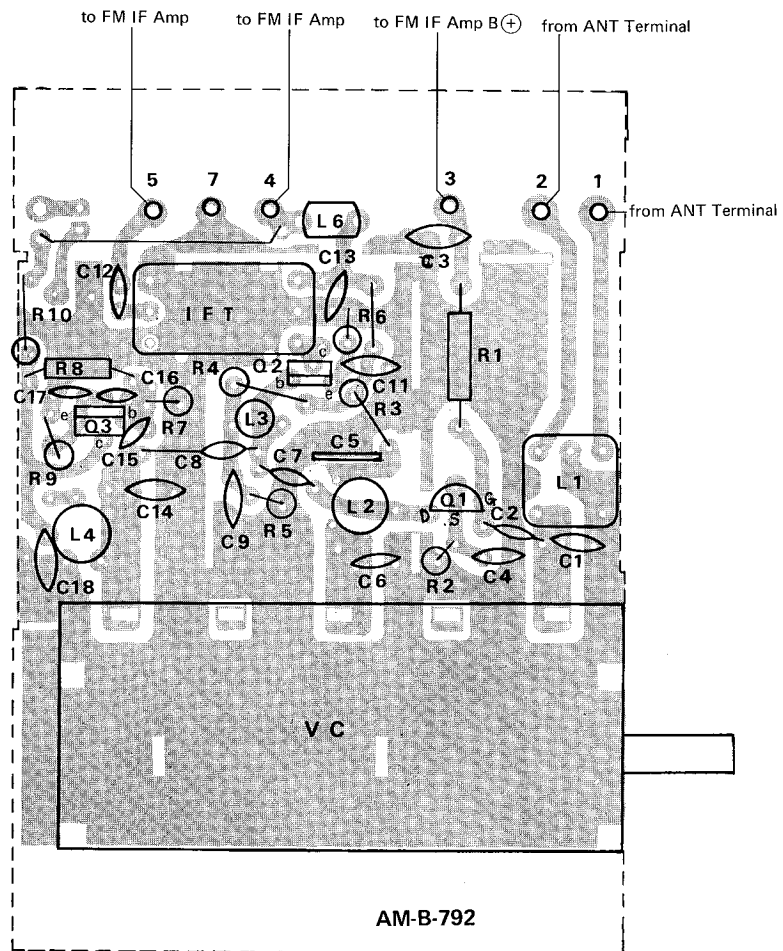 to FM IF Amp
to FM IF Amp
to FM IF Amp B⊕
from ANT Terminal
5
7
4
3
2
1
from ANT Terminal
L 6
C3
C12
C13
I F T
R10
R6
R1
R8
R4
Q2
c
b
e
C11
C17
C16
R7
L3
R3
e
b
Q3
c
C15
C8
C7
C5
R9
L1
C14
C9
R5
L2
D
Q1
G
S
C2
L4
C18
C6
R2
C4
C1
V C
AM-B-792